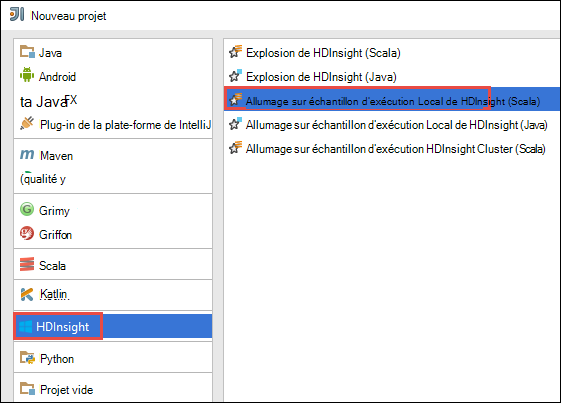 Nouveau projet
Java
Android
ta JavaFX
Plug-in de la plate-forme de IntelliJ
Maven
(qualité y
Grimy
Griffon
Scala
Katlin
HDInsight
Python
Projet vide
Explosion de HDInsight (Scala)
Explosion de HDInsight (Java)
Allumage sur échantillon d'exécution Local de HDInsight (Scala)
Allumage sur échantillon d'exécution Local de HDInsight (Java)
Allumage sur échantillon d'exécution HDInsight Cluster (Scala)